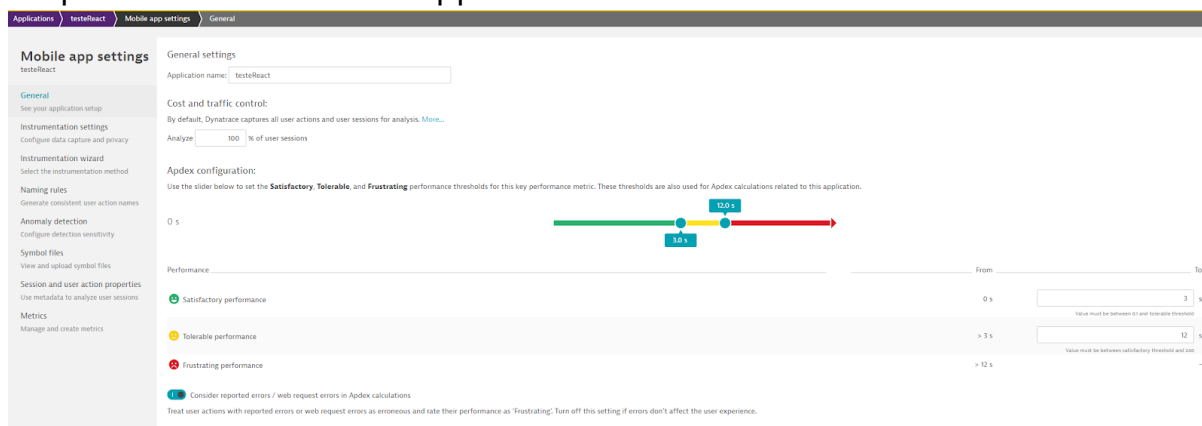 Applications
testeReact
Mobile app settings
General
Mobile app settings
testeReact
General
See your application setup
Instrumentation settings
Configure data capture and privacy
Instrumentation wizard
Select the instrumentation method
Naming rules
Generate consistent user action names
Anomaly detection
Configure detection sensitivity
Symbol files
View and upload symbol files
Session and user action properties
Use metadata to analyze user sessions
Metrics
Manage and create metrics
General settings
Application name: testeReact
Cost and traffic control:
By default, Dynatrace captures all user actions and user sessions for analysis. More...
Analyze 100 % of user sessions
Apdex configuration:
Use the slider below to set the Satisfactory, Tolerable, and Frustrating performance thresholds for this key performance metric. These thresholds are also used for Apdex calculations related to this application.
12.0 s
0 s
3.0 s
Performance From To
Satisfactory performance 0 s 3 s
Value must be between 0.1 and tolerable threshold
Tolerable performance > 3 s 12 s
Value must be between satisfactory threshold and
Frustrating performance > 12 s -
Consider reported errors / web request errors in Apdex calculations
Treat user actions with reported errors or web request errors as erroneous and rate their performance as 'Frustrating'. Turn off this setting if errors don't affect the user experience.